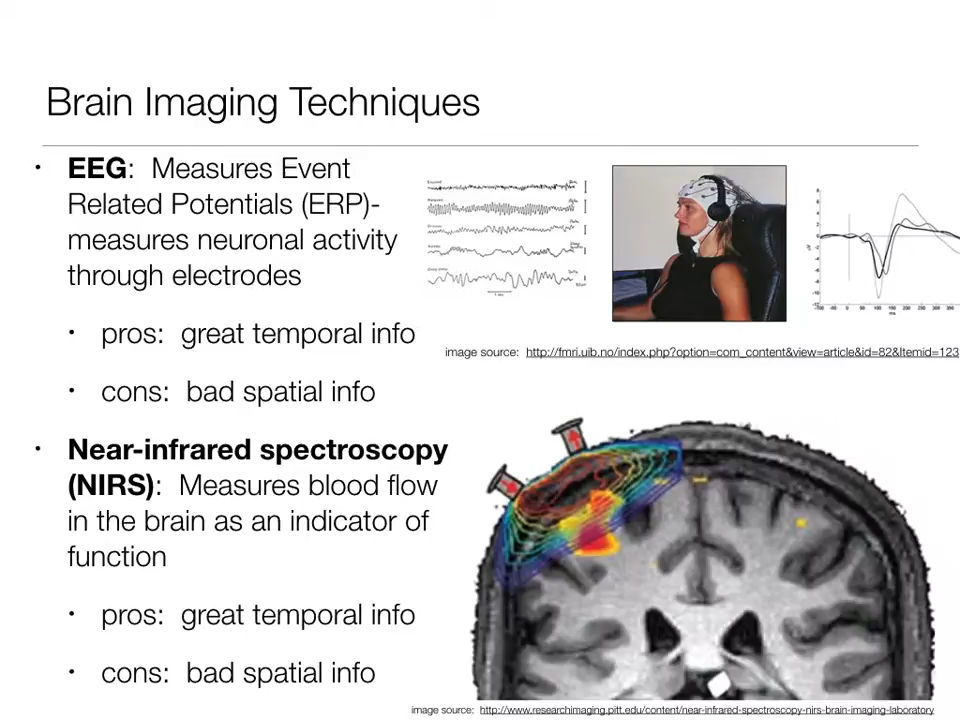 Brain Imaging Techniques
• EEG: Measures Event
Related Potentials (ERP)-
measures neuronal activity
through electrodes
• pros: great temporal info
• cons: bad spatial info
image source: http://fmri.uib.no/index.php?option=com_content&view=article&id=82&Itemid=123
• Near-infrared spectroscopy
(NIRS): Measures blood flow
in the brain as an indicator of
function
• pros: great temporal info
• cons: bad spatial info
image source: http://www.researchimaging.pitt.edu/content/near-infrared-spectroscopy-nirs-brain-imaging-laboratory